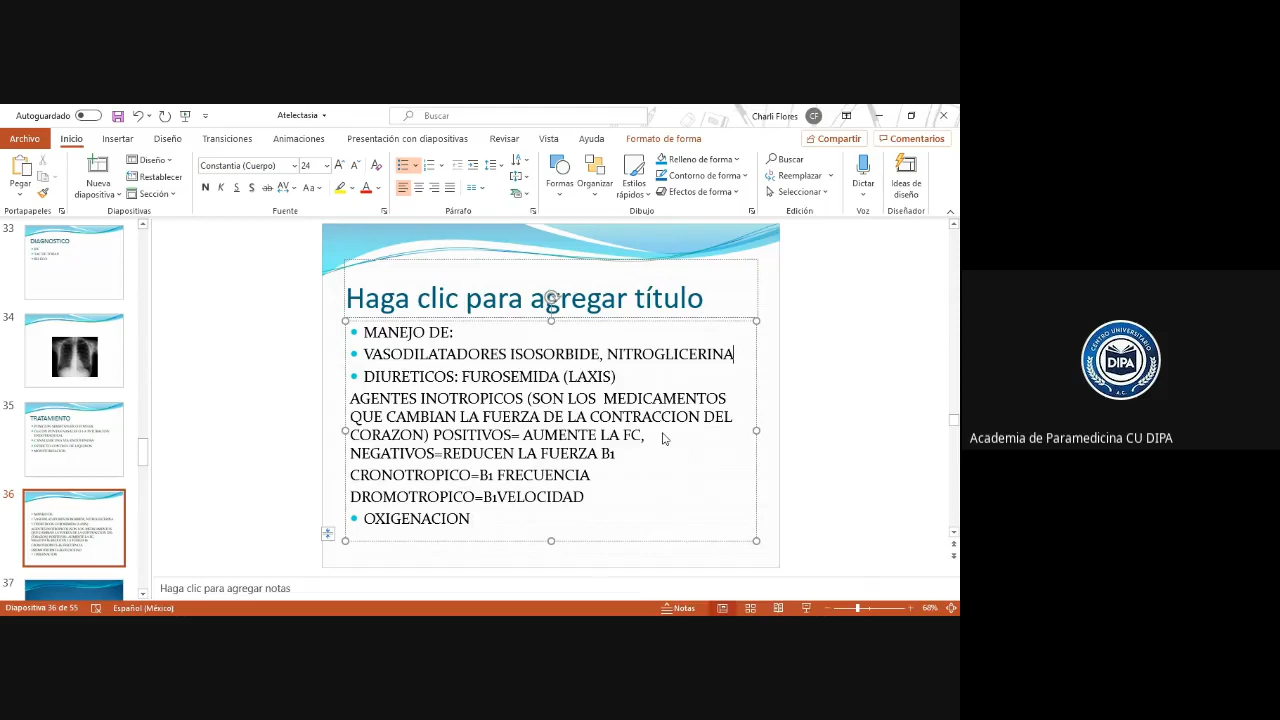 Autoguardado
Atelectasia
Buscar
Charli Flores
CF
Archivo
Inicio
Insertar
Diseño
Transiciones
Animaciones
Presentación con diapositivas
Revisar
Vista
Ayuda
Formato de forma
Compartir
Comentarios
Pegar
Nueva diapositiva
Diseño
Restablecer
Sección
Constantia (Cuerpo)
24
N K S ab AV Aa A
Formas
Organizar
Estilos rápidos
Relleno de forma
Contorno de forma
Efectos de forma
Buscar
Reemplazar
Seleccionar
Dictar
Ideas de diseño
Portapapeles
Diapositivas
Fuente
Párrafo
Dibujo
Edición
Voz
Diseñador
33
DIAGNOSTICO
34
35
TRATAMIENTO
36
37
Haga clic para agregar título
MANEJO DE:
VASODILATADORES ISOSORBIDE, NITROGLICERINA
DIURETICOS: FUROSEMIDA (LAXIS)
AGENTES INOTROPICOS (SON LOS MEDICAMENTOS
QUE CAMBIAN LA FUERZA DE LA CONTRACCION DEL
CORAZON) POSITIVOS= AUMENTE LA FC,
NEGATIVOS=REDUCEN LA FUERZA B1
CRONOTROPICO=B1 FRECUENCIA
DROMOTROPICO=B1VELOCIDAD
OXIGENACION
Haga clic para agregar notas
Diapositiva 36 de 55
Español (México)
Notas
68%
CENTRO UNIVERSITARIO
DIPA
A.C.
Academia de Paramedicina CU DIPA